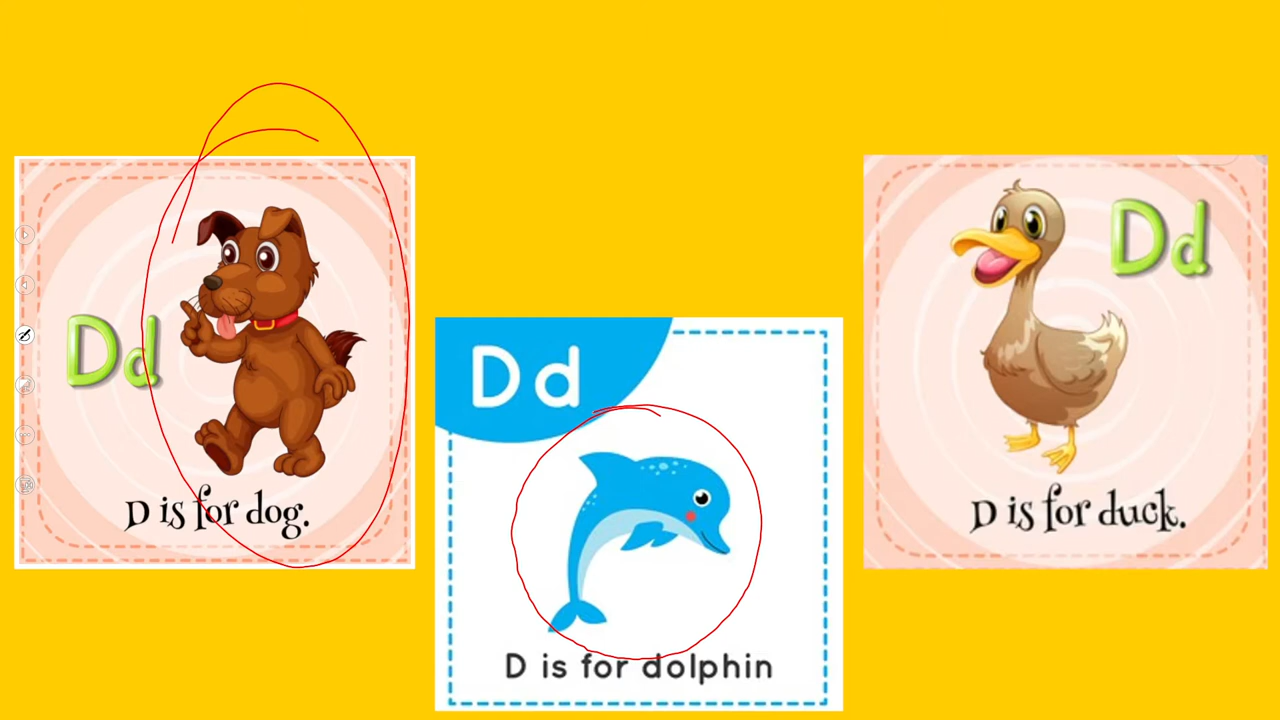 Dd
D is for dog.
Dd
D is for dolphin
Dd
D is for duck.